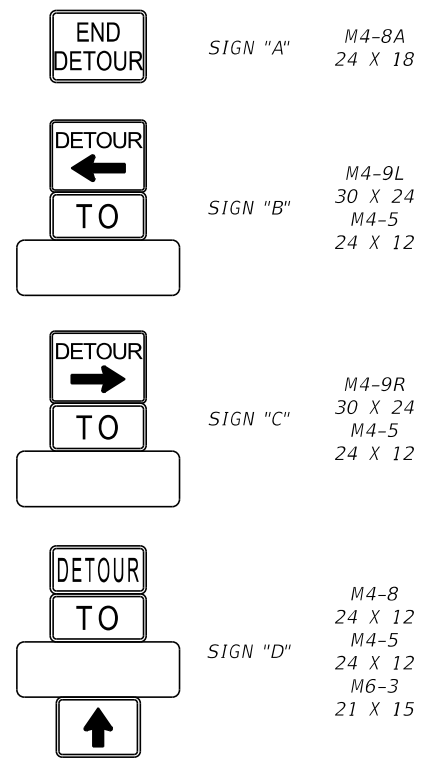 END
DETOUR
SIGN "A"
M4-8A
24 X 18
DETOUR
TO
SIGN "B"
M4-9L
30 X 24
M4-5
24 X 12
DETOUR
TO
SIGN "C"
M4-9R
30 X 24
M4-5
24 X 12
DETOUR
TO
SIGN "D"
M4-8
24 X 12
M4-5
24 X 12
M6-3
21 X 15